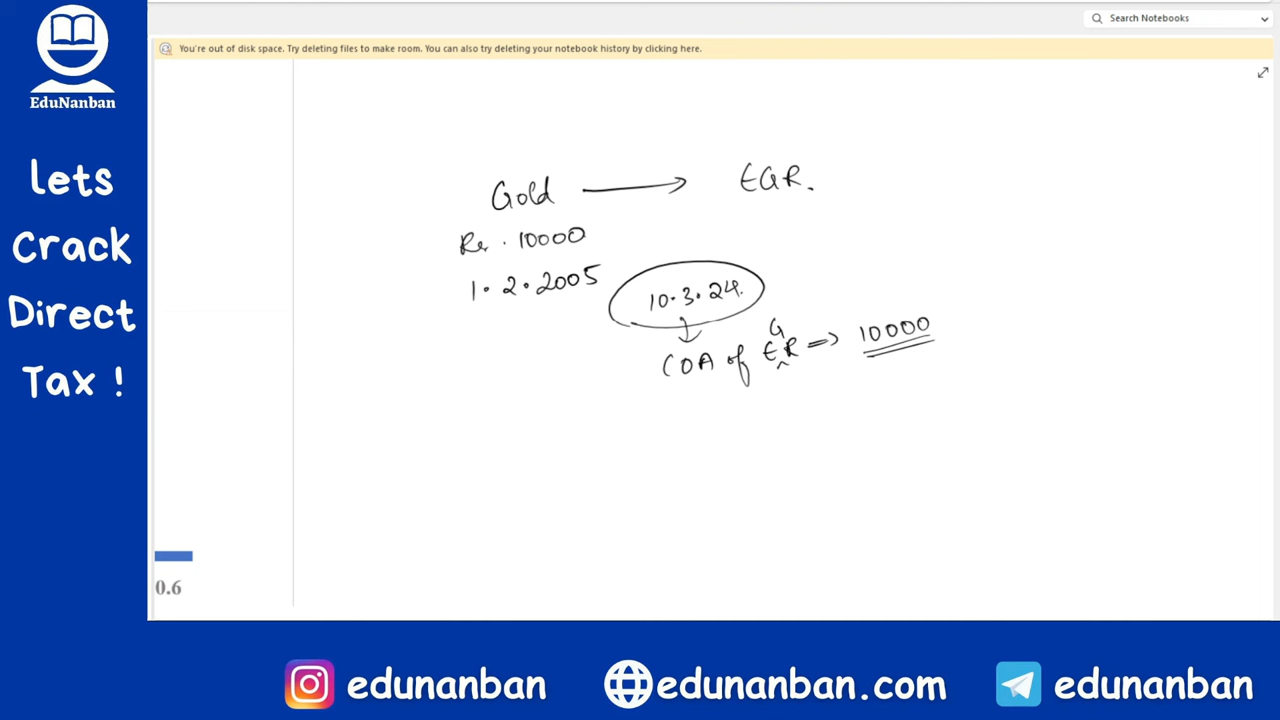 Search Notebooks
You're out of disk space. Try deleting files to make room. You can also try deleting your notebook history by clicking here.
EduNanban
Lets
Crack
Direct
Tax !
Gold → EGR.
Rs. 10000
1.2.2005
10.3.24.
COA of EGR ⇒ 10000
0.6
edunanban
edunanban.com
edunanban